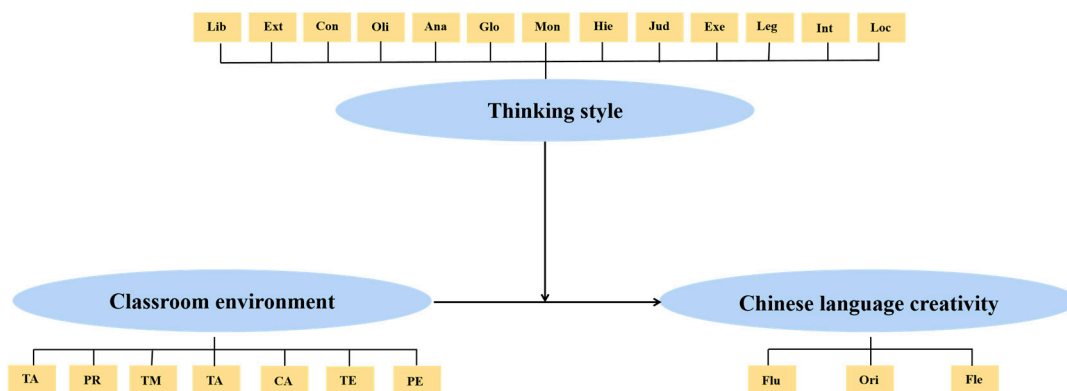 Lib Ext Con Oli Ana Glo Mon Hie Jud Exe Leg Int Loc
Thinking style
Classroom environment
Chinese language creativity
TA PR TM TA CA TE PE
Flu Ori Fle